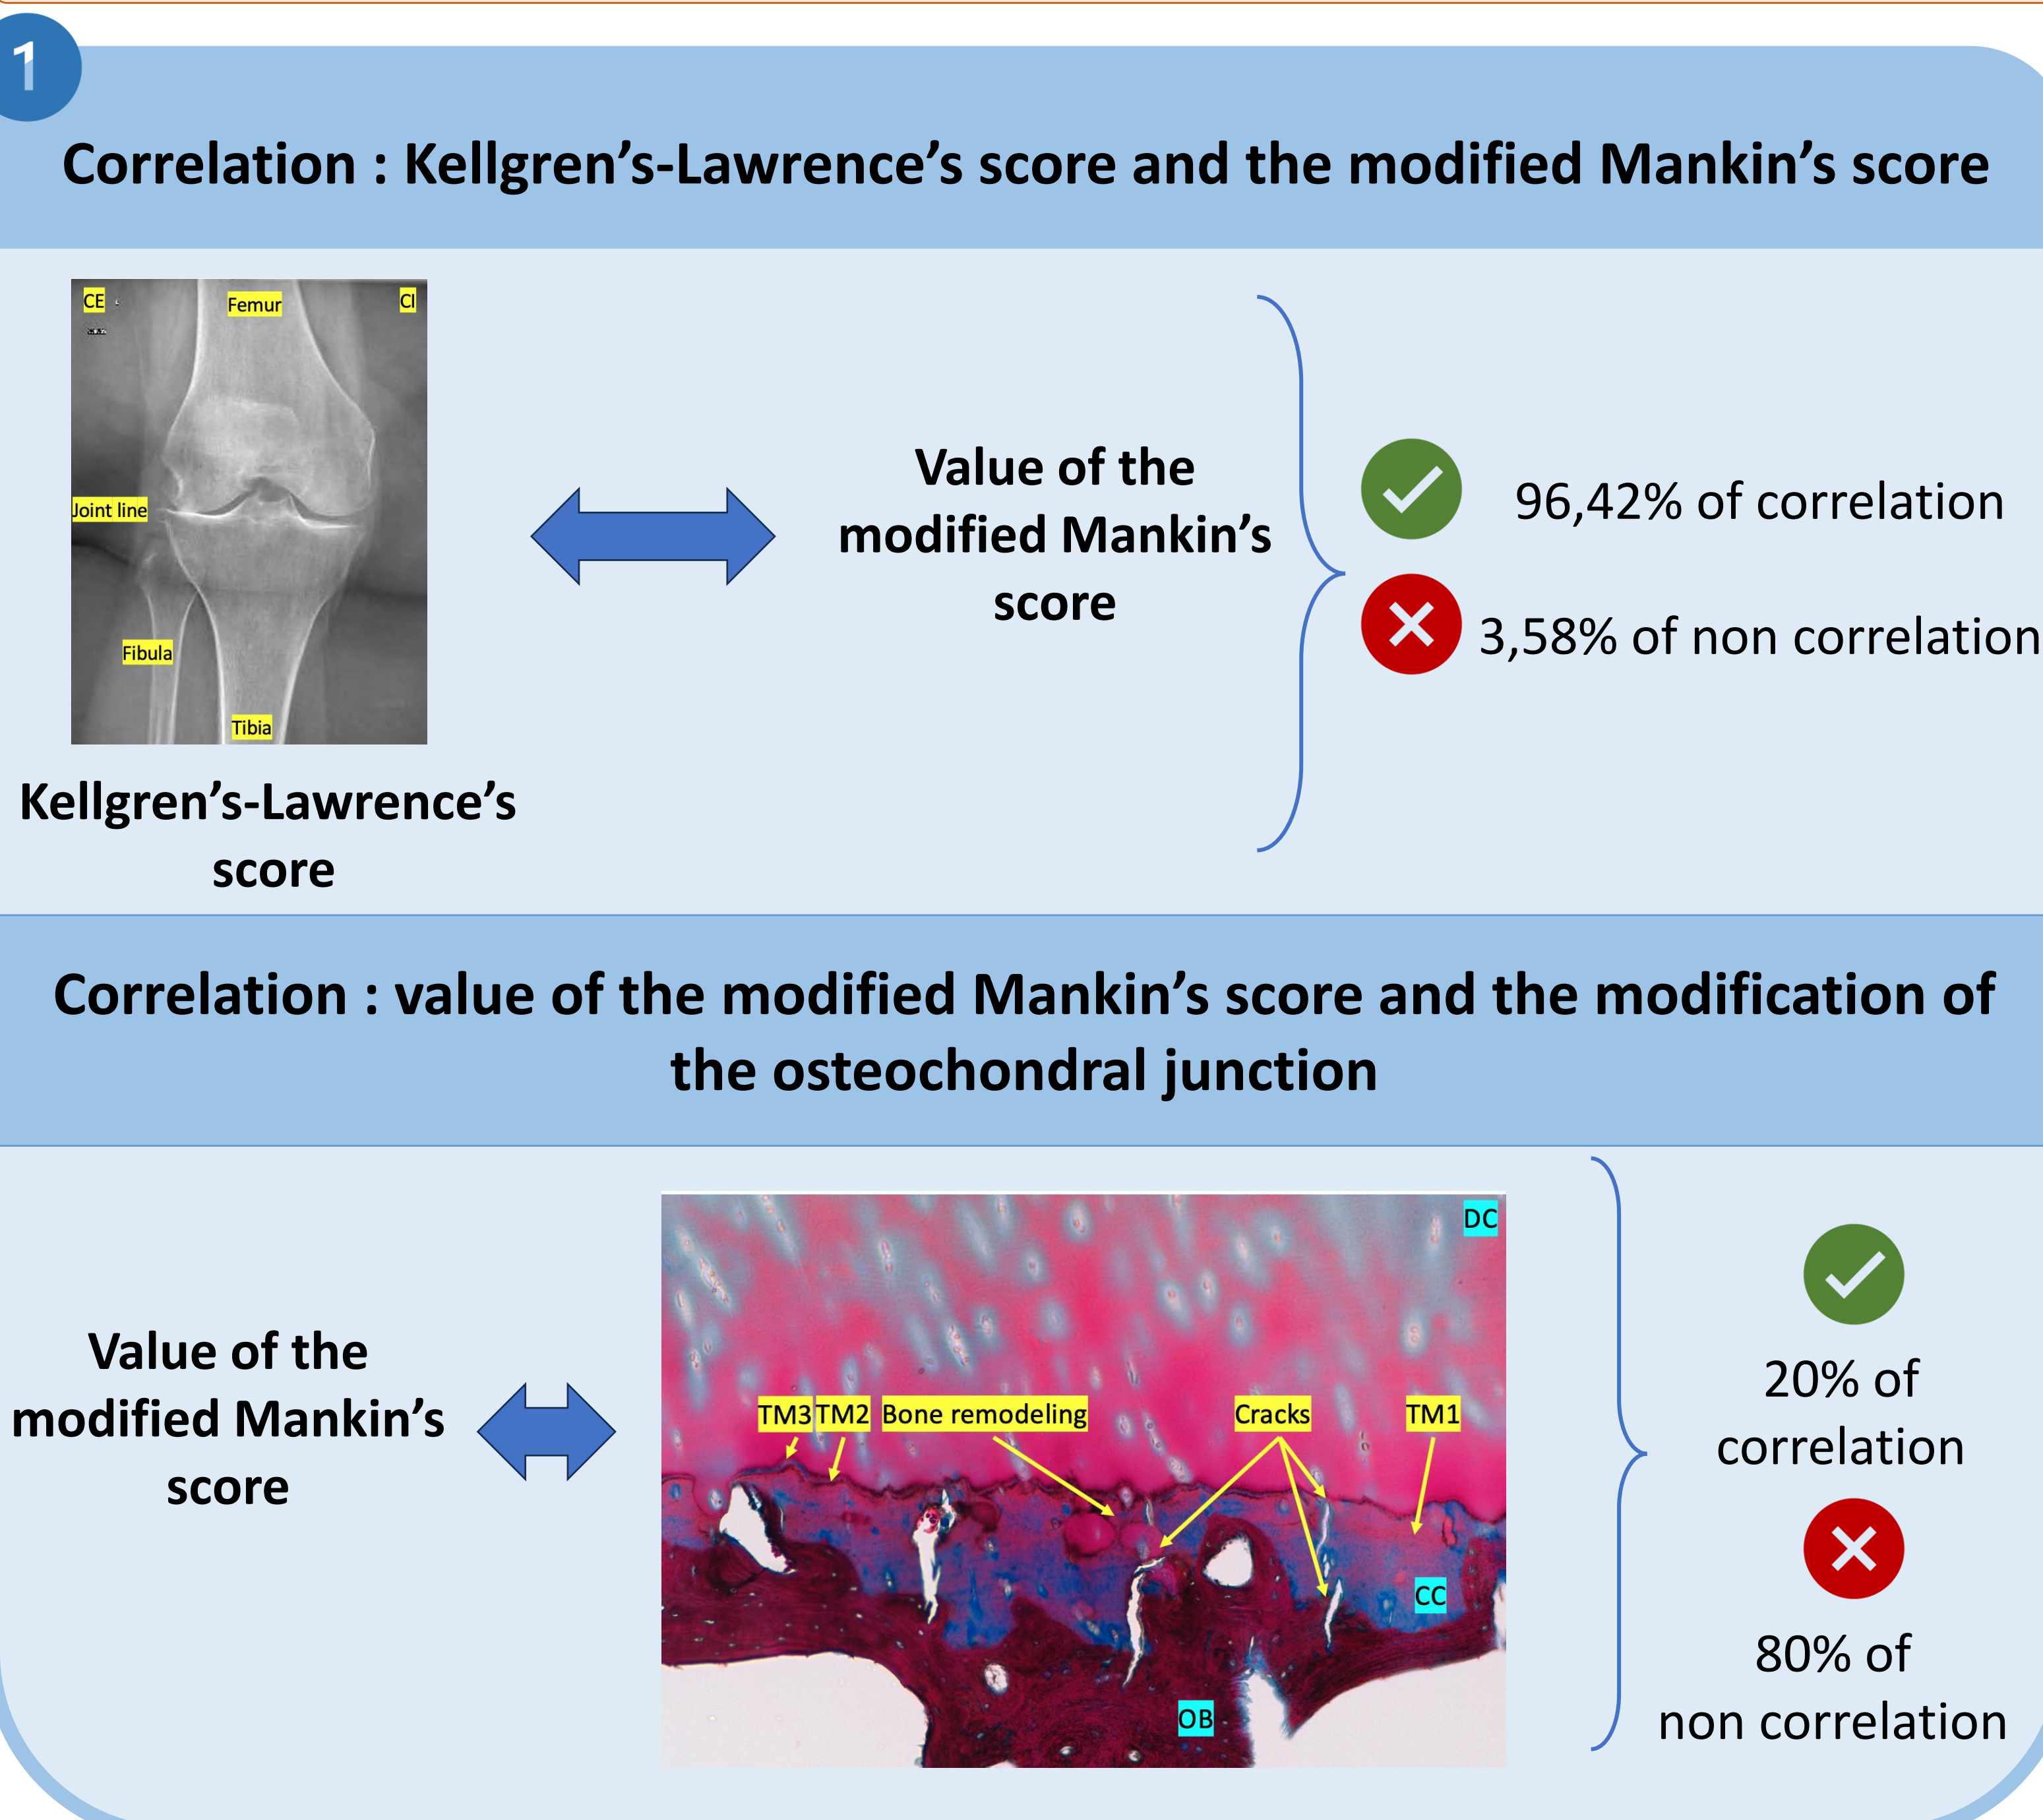 1
Correlation : Kellgren’s-Lawrence’s score and the modified Mankin’s score
CE
Femur
CI
Joint line
Fibula
Tibia
Kellgren’s-Lawrence’s
score
Value of the
modified Mankin’s
score
96,42% of correlation
3,58% of non correlation
Correlation : value of the modified Mankin’s score and the modification of
the osteochondral junction
Value of the
modified Mankin’s
score
DC
TM3 TM2 Bone remodeling Cracks TM1
CC
OB
20% of
correlation
80% of
non correlation